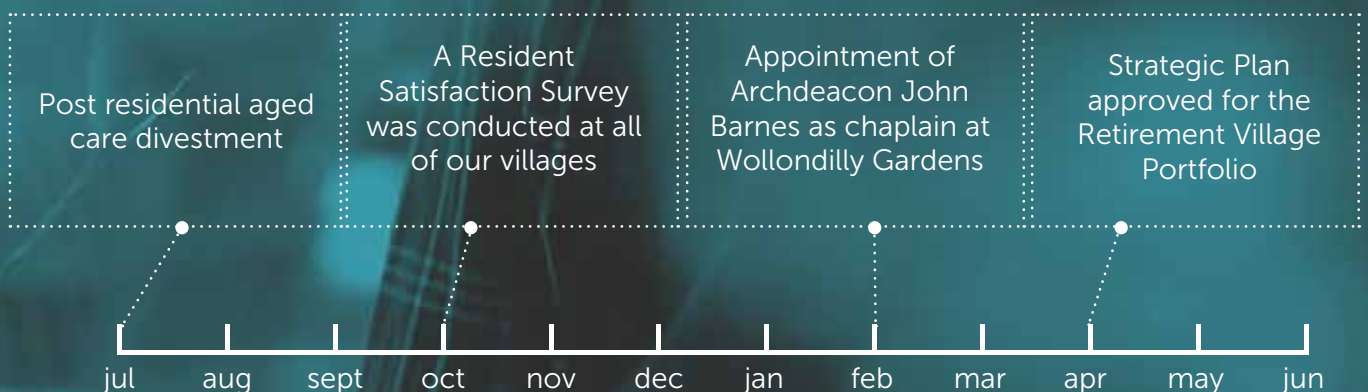 Post residential aged
care divestment
A Resident
Satisfaction Survey
was conducted at all
of our villages
Appointment of
Archdeacon John
Barnes as chaplain at
Wollondilly Gardens
Strategic Plan
approved for the
Retirement Village
Portfolio
jul aug sept oct nov dec jan feb mar apr may jun